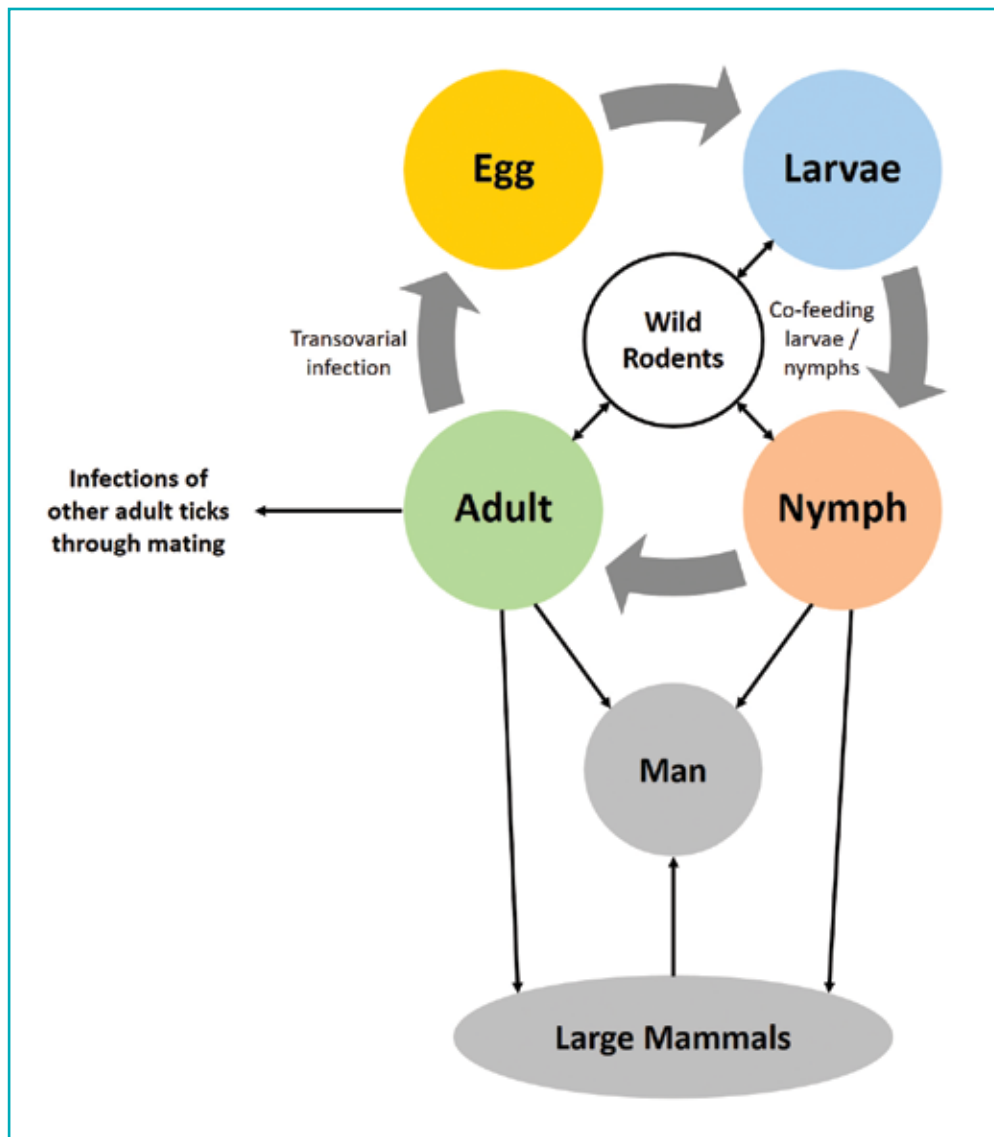 Egg
Larvae
Wild
Rodents
Co-feeding
larvae /
nymphs
Transovarial
infection
Infections of
other adult ticks
through mating
Adult
Nymph
Man
Large Mammals